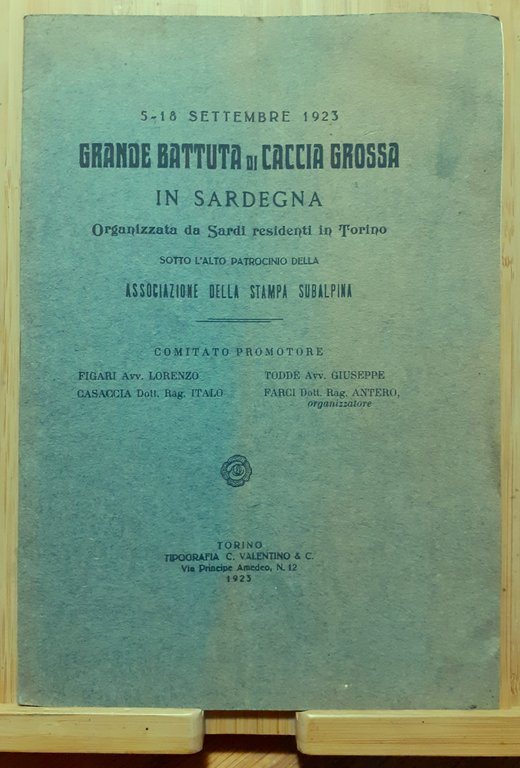 5-18 SETTEMBRE 1923
GRANDE BATTUTA DI CACCIA GROSSA
IN SARDEGNA
Organizzata da Sardi residenti in Torino
SOTTO L'ALTO PATROCINIO DELLA
ASSOCIAZIONE DELLA STAMPA SUBALPINA
COMITATO PROMOTORE
FIGARI Avv. LORENZO
CASACCIA Dott. Rag. ITALO
TODDE Avv. GIUSEPPE
FARCI Dott. Rag. ANTERO,
organizzatore
TORINO
TIPOGRAFIA C. VALENTINO & C.
Via Principe Amedeo, N. 12
1923